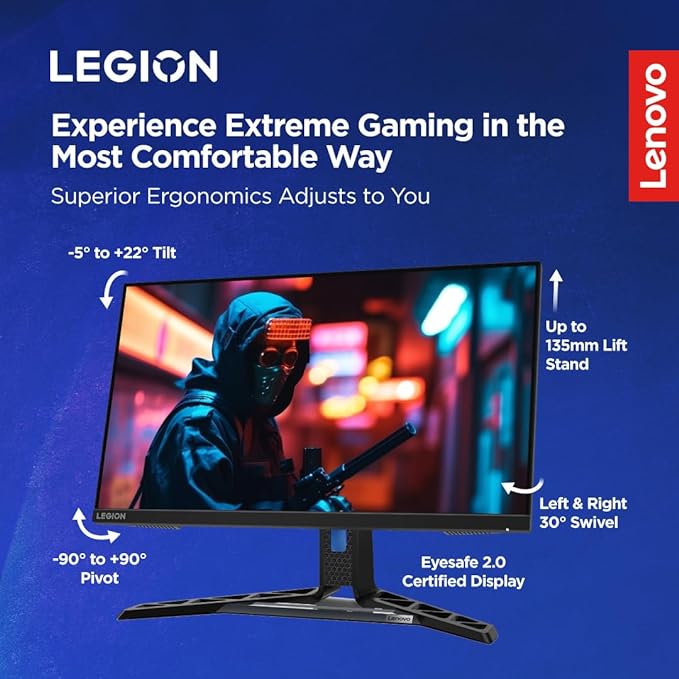 LEGION
Lenovo
Experience Extreme Gaming in the
Most Comfortable Way
Superior Ergonomics Adjusts to You
-5° to +22° Tilt
Up to
135mm Lift
Stand
LEGION
Left & Right
30° Swivel
-90° to +90°
Pivot
Eyesafe 2.0
Certified Display
Lenovo